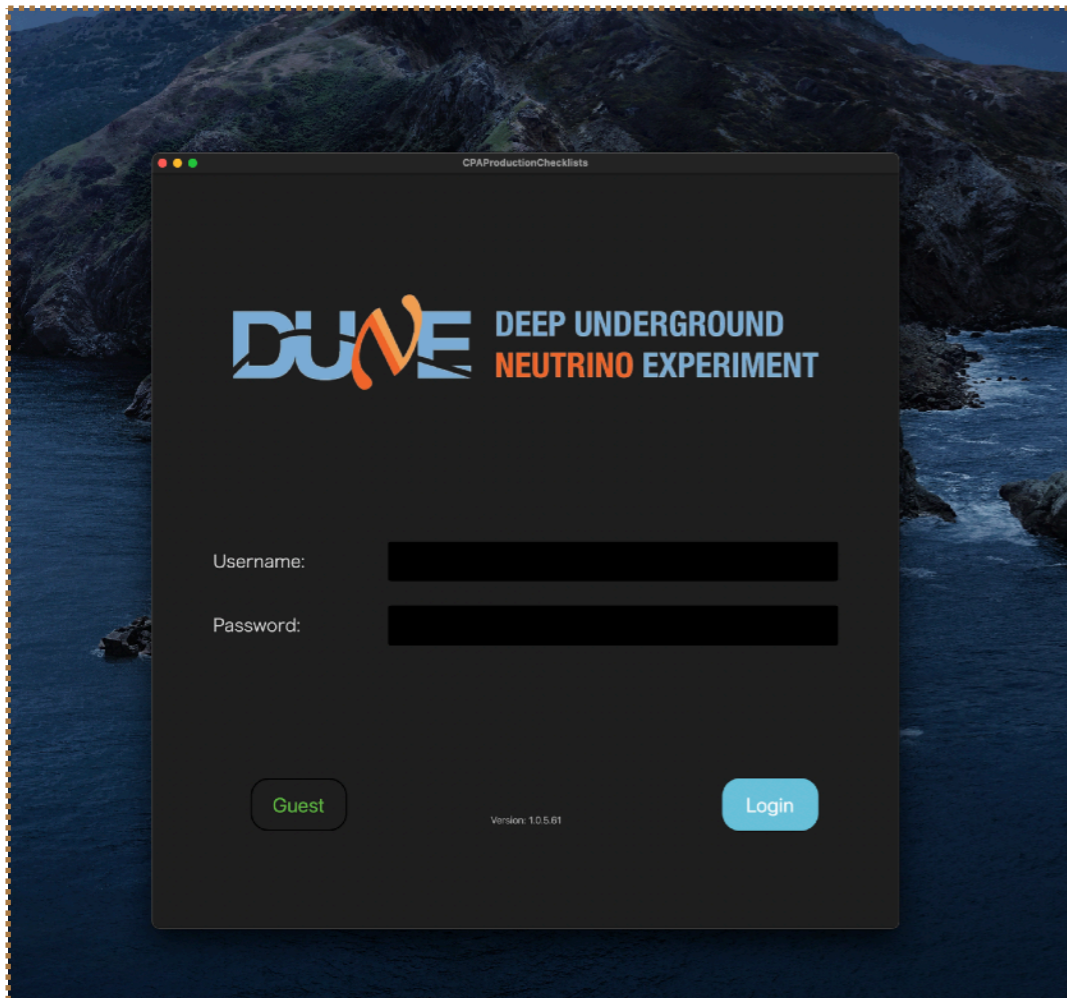 CPAProductionChecklists
DUNE
DEEP UNDERGROUND
NEUTRINO EXPERIMENT
Username:
Password:
Guest
Version: 1.0.5.61
Login